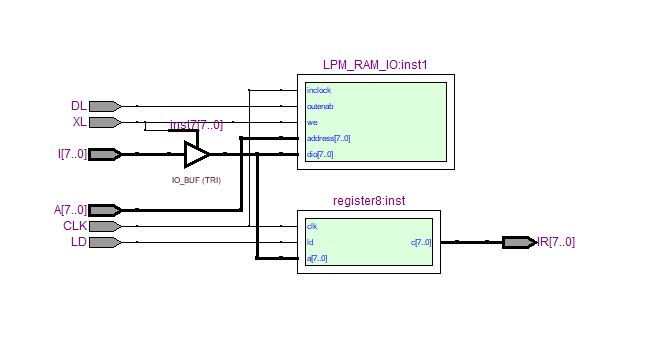 LPM_RAM_IO:inst1
inclock
DL
outenab
XL
inst7[7..0]
we
address[7..0]
I[7..0]
dio[7..0]
IO_BUF (TRI)
register8:inst
A[7..0]
CLK
clk
LD
ld
c[7..0]
IR[7..0]
a[7..0]